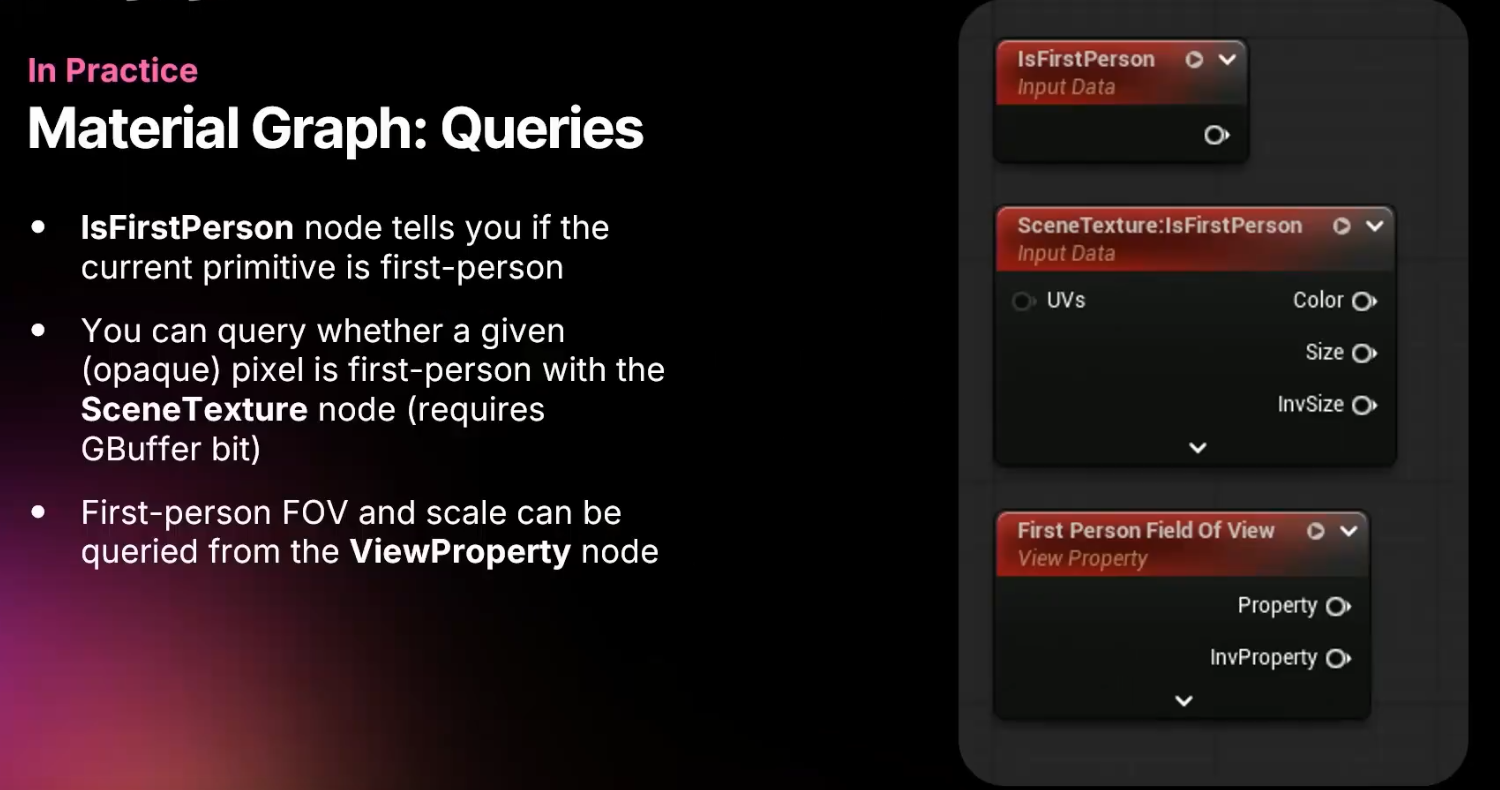 In Practice
Material Graph: Queries
IsFirstPerson node tells you if the
current primitive is first-person
You can query whether a given
(opaque) pixel is first-person with the
SceneTexture node (requires
GBuffer bit)
First-person FOV and scale can be
queried from the ViewProperty node
IsFirstPerson
Input Data
SceneTexture:IsFirstPerson
Input Data
UVs Color
Size
InvSize
First Person Field Of View
View Property
Property
InvProperty